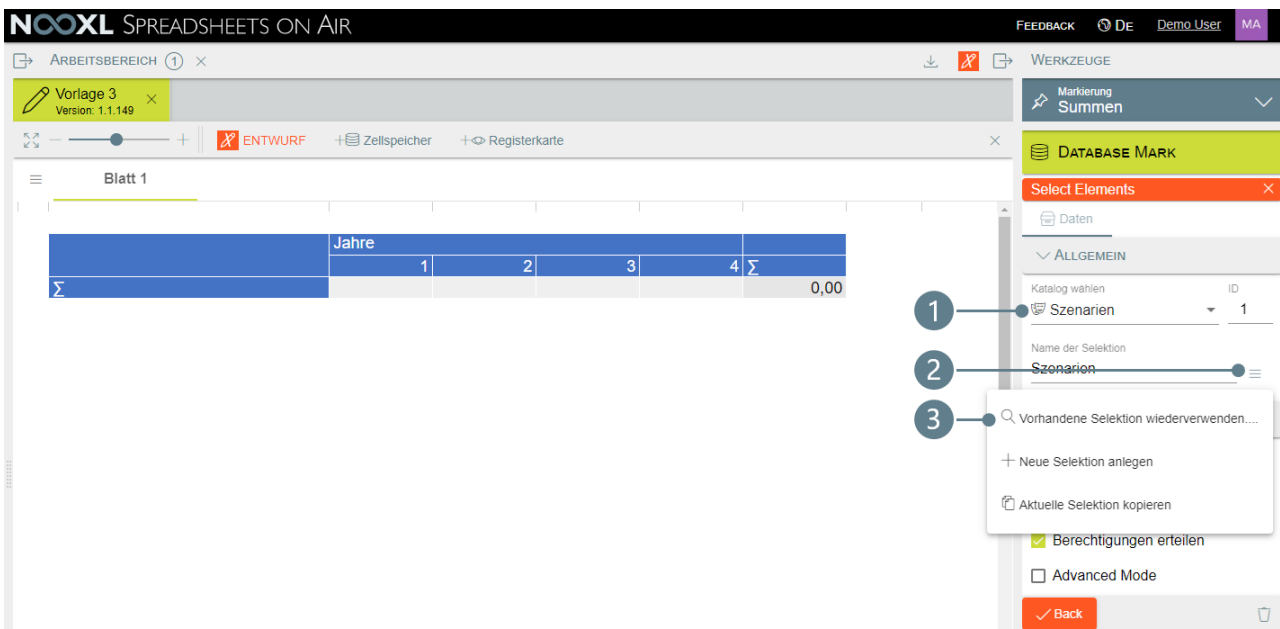 NOOXL SPREADSHEETS ON AIR
FEEDBACK DE Demo User MA
ARBEITSBEREICH 1
WERKZEUGE
Vorlage 3
Version: 1.1.149
Markierung
Summen
ENTWURF Zellspeicher Registerkarte
DATABASE MARK
Blatt 1
Select Elements
Daten
Jahre
1 2 3 4 Σ
Σ 0,00
ALLGEMEIN
Katalog wählen ID
1 Szenarien 1
Name der Selektion
2 Szenarien
3 Vorhandene Selektion wiederverwenden....
Neue Selektion anlegen
Aktuelle Selektion kopieren
Berechtigungen erteilen
Advanced Mode
Back